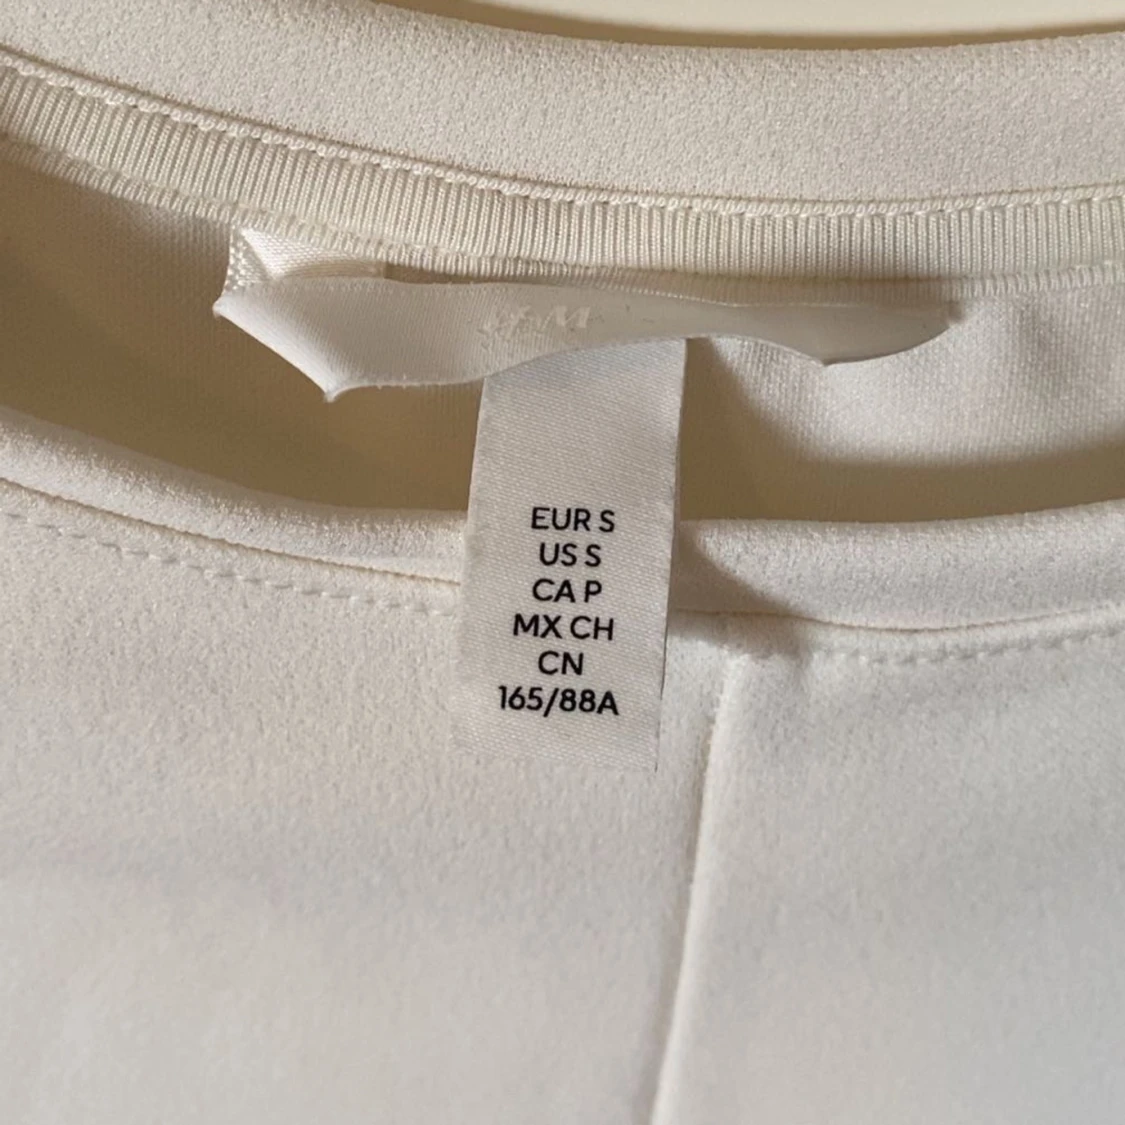 H&M
EUR S
US S
CA P
MX CH
CN
165/88A